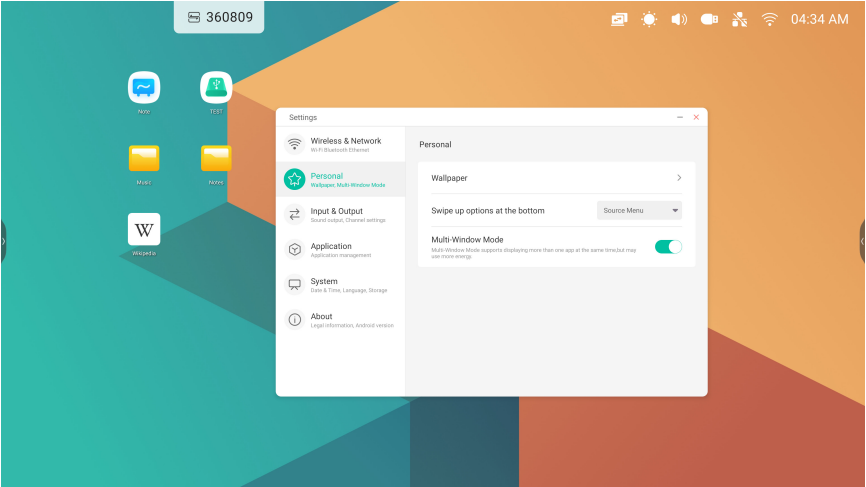 360809
04:34 AM
Note
TEST
Music
Notes
W
Wikipedia
Settings
Wireless & Network
Wi-Fi Bluetooth Ethernet
Personal
Wallpaper, Multi-Window Mode
Input & Output
Sound output, Channel settings
Application
Application management
System
Date & Time, Language, Storage
About
Legal information, Android version
Personal
Wallpaper
Swipe up options at the bottom
Source Menu
Multi-Window Mode
Multi-Window Mode supports displaying more than one app at the same time,but may
use more energy.